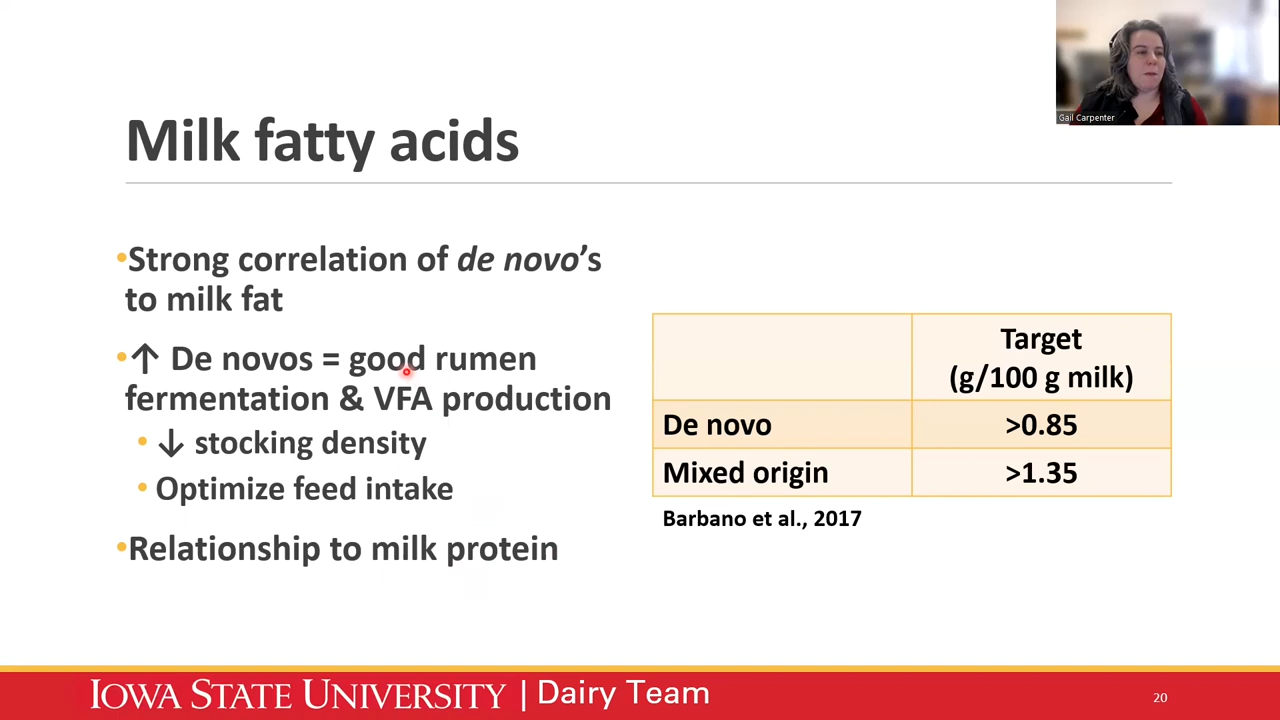 Gail Carpenter
Milk fatty acids
•Strong correlation of de novo's
to milk fat
•↑ De novos = good rumen
fermentation & VFA production
• ↓ stocking density
• Optimize feed intake
•Relationship to milk protein
Target
(g/100 g milk)
De novo >0.85
Mixed origin >1.35
Barbano et al., 2017
IOWA STATE UNIVERSITY | Dairy Team
20